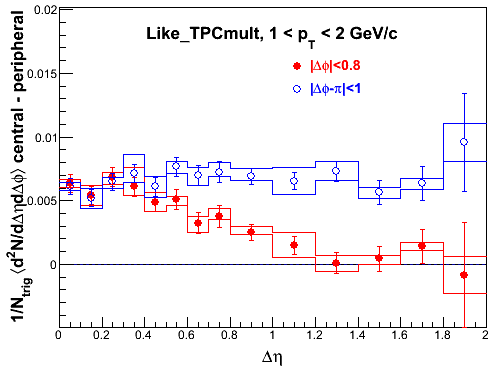 Like_TPCmult, 1 < p_T < 2 GeV/c
|Δφ|<0.8
|Δφ-π|<1
1/N_trig ⟨d²N/dΔηdΔφ⟩ central - peripheral
0.02
0.015
0.01
0.005
0
0 0.2 0.4 0.6 0.8 1 1.2 1.4 1.6 1.8 2
Δη